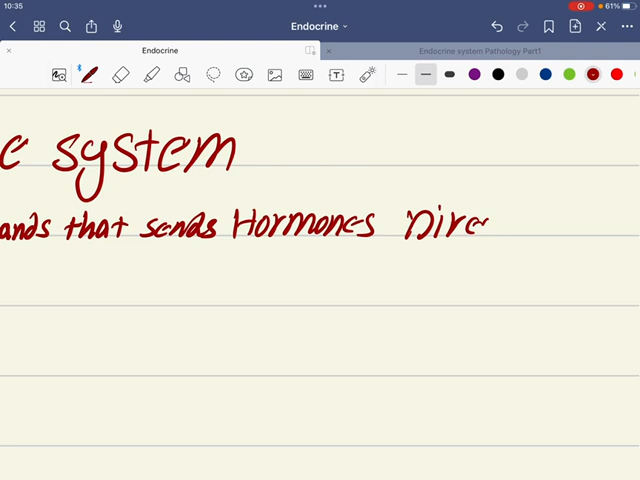 10:35
61%
Endocrine
Endocrine
Endocrine system Pathology Part1
e system
ands that sends Hormones Dire